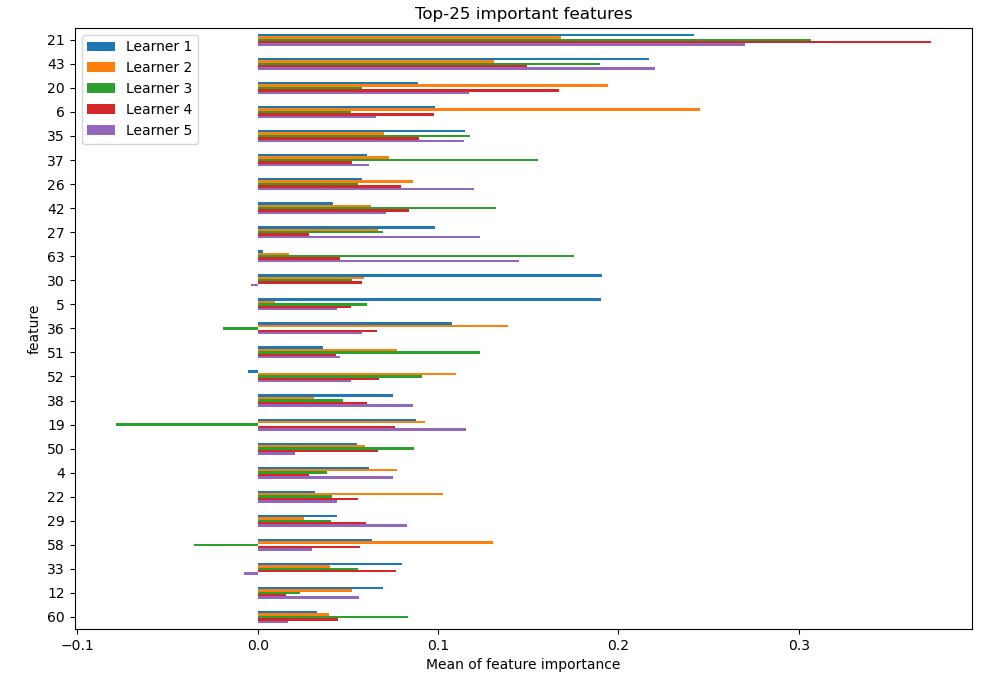 Top-25 important features
Learner 1
Learner 2
Learner 3
Learner 4
Learner 5
feature
21
43
20
6
35
37
26
42
27
63
30
5
36
51
52
38
19
50
4
22
29
58
33
12
60
−0.1 0.0 0.1 0.2 0.3
Mean of feature importance